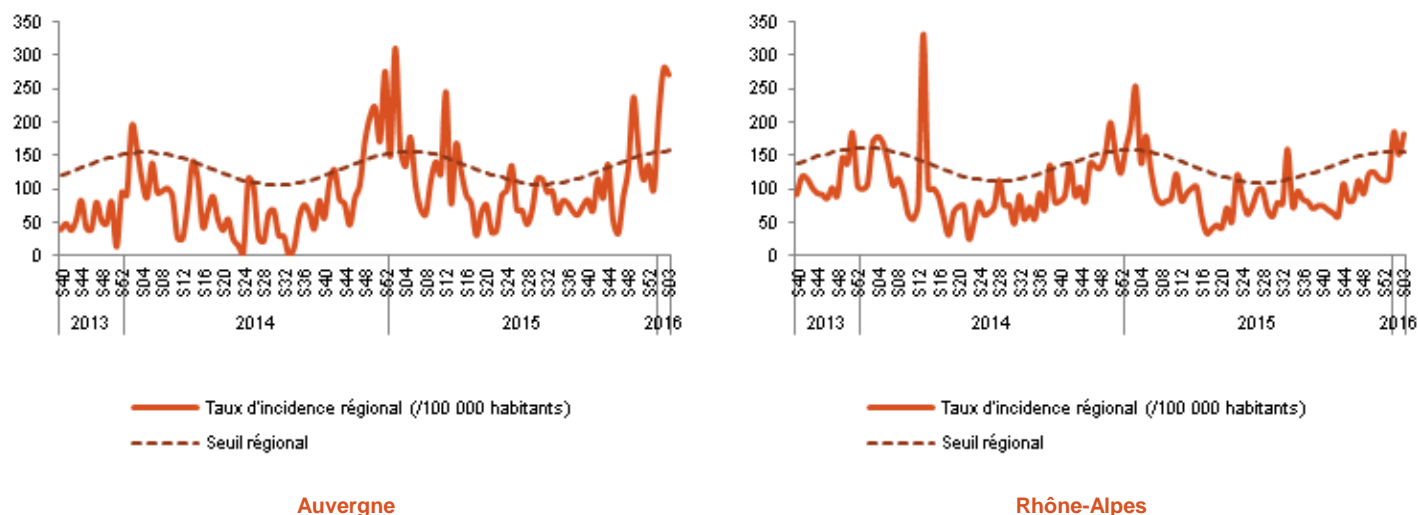 350
300
250
200
150
100
50
0
S40
S44
S48
S52
S04
S08
S12
S16
S20
S24
S28
S32
S36
S40
S44
S48
S52
S04
S08
S12
S16
S20
S24
S28
S32
S36
S40
S44
S48
S52
S03
2013
2014
2015
2016
Taux d'incidence régional (/100 000 habitants)
Seuil régional
Auvergne
350
300
250
200
150
100
50
0
S40
S44
S48
S52
S04
S08
S12
S16
S20
S24
S28
S32
S36
S40
S44
S48
S52
S04
S08
S12
S16
S20
S24
S28
S32
S36
S40
S44
S48
S52
S03
2013
2014
2015
2016
Taux d'incidence régional (/100 000 habitants)
Seuil régional
Rhône-Alpes